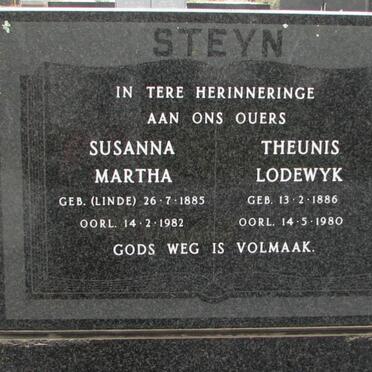 STEYN
IN TERE HERINNERINGE
AAN ONS OUERS
SUSANNA
MARTHA
GEB. (LINDE) 26·7·1885
OORL. 14·2·1982
THEUNIS
LODEWYK
GEB. 13·2·1886
OORL. 14·5·1980
GODS WEG IS VOLMAAK.